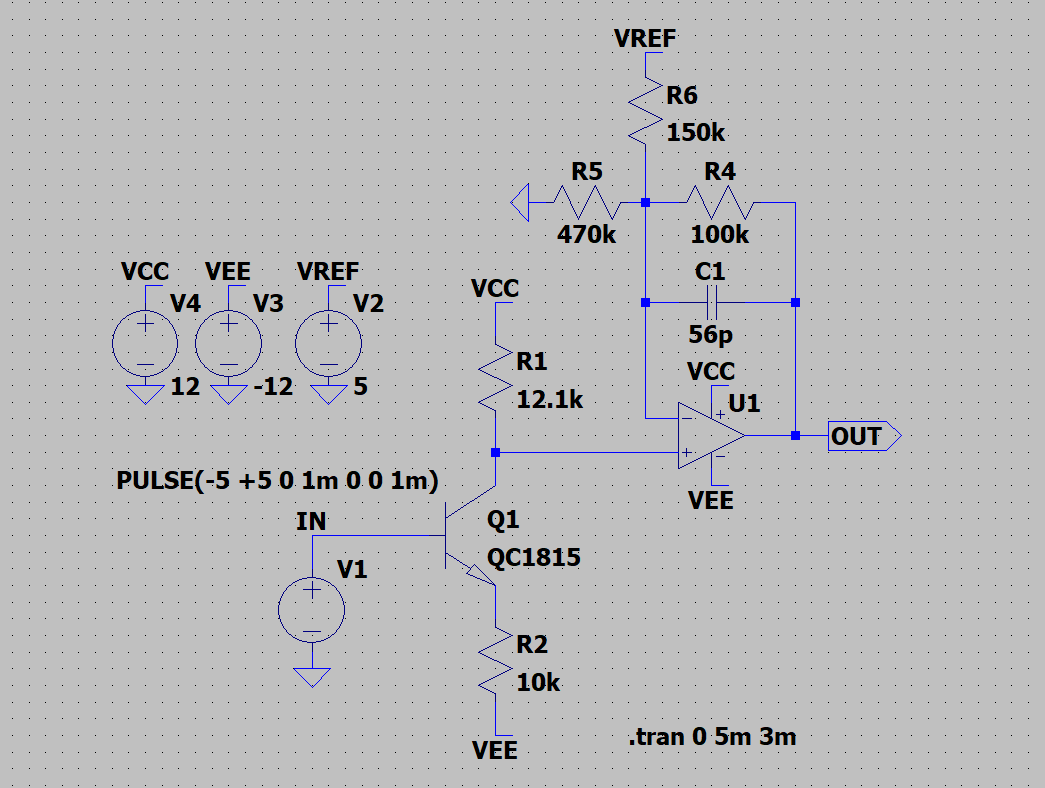 VREF
R6
150k
R5
R4
470k
100k
VCC
VEE
VREF
V4
V3
V2
12
-12
5
C1
56p
VCC
R1
12.1k
VCC
U1
+
-
-
+
OUT
VEE
PULSE(-5 +5 0 1m 0 0 1m)
IN
V1
Q1
QC1815
R2
10k
VEE
.tran 0 5m 3m